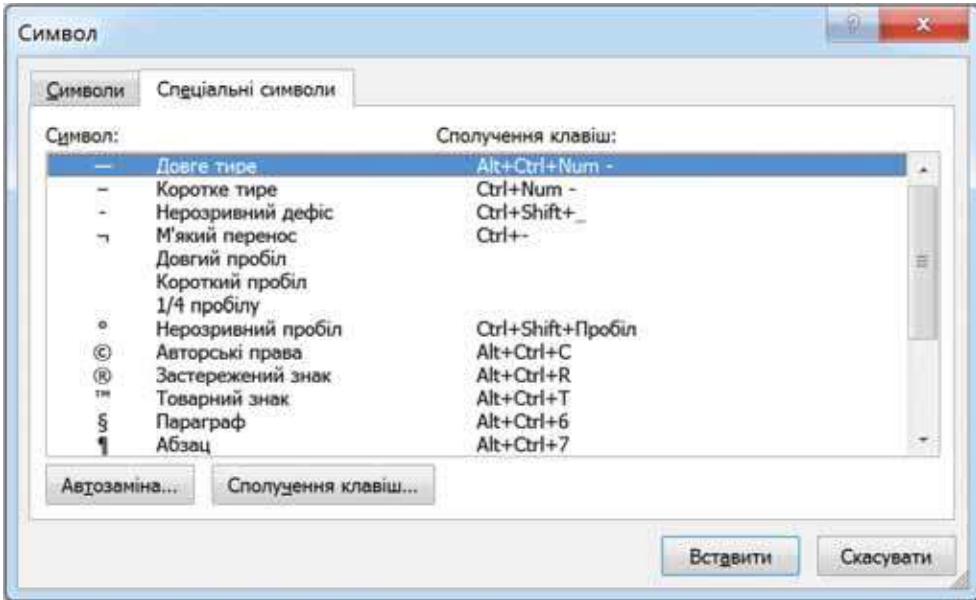 Символ
Символи Спеціальні символи
Символ: Сполучення клавіш:
— Довге тире Alt+Ctrl+Num -
– Коротке тире Ctrl+Num -
- Нерозривний дефіс Ctrl+Shift+_
¬ М'який перенос Ctrl+-
Довгий пробіл
Короткий пробіл
1/4 пробілу
° Нерозривний пробіл Ctrl+Shift+Пробіл
© Авторські права Alt+Ctrl+C
® Застережений знак Alt+Ctrl+R
™ Товарний знак Alt+Ctrl+T
§ Параграф Alt+Ctrl+6
¶ Абзац Alt+Ctrl+7
Автозаміна... Сполучення клавіш...
Вставити Скасувати